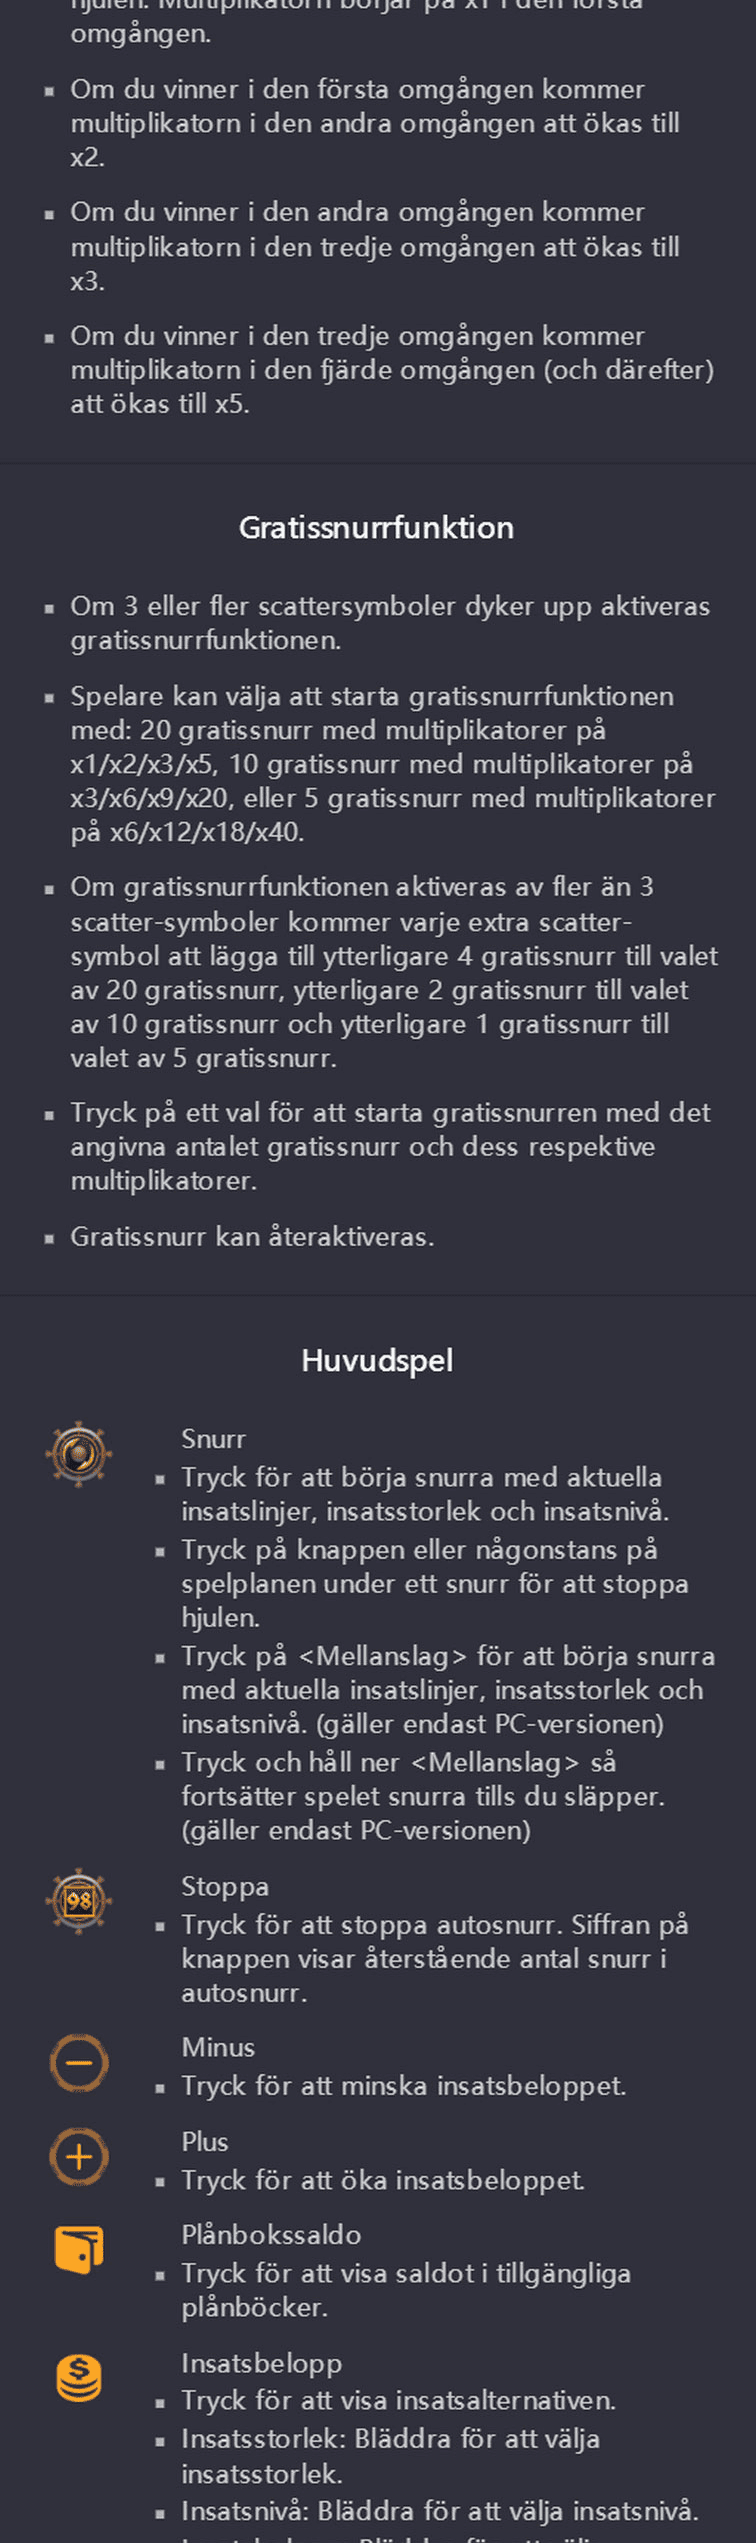 hjulen. Multiplikatorn börjar på x1 i den första
omgången.
▪ Om du vinner i den första omgången kommer
multiplikatorn i den andra omgången att ökas till
x2.
▪ Om du vinner i den andra omgången kommer
multiplikatorn i den tredje omgången att ökas till
x3.
▪ Om du vinner i den tredje omgången kommer
multiplikatorn i den fjärde omgången (och därefter)
att ökas till x5.
Gratissnurrfunktion
▪ Om 3 eller fler scattersymboler dyker upp aktiveras
gratissnurrfunktionen.
▪ Spelare kan välja att starta gratissnurrfunktionen
med: 20 gratissnurr med multiplikatorer på
x1/x2/x3/x5, 10 gratissnurr med multiplikatorer på
x3/x6/x9/x20, eller 5 gratissnurr med multiplikatorer
på x6/x12/x18/x40.
▪ Om gratissnurrfunktionen aktiveras av fler än 3
scatter-symboler kommer varje extra scatter-
symbol att lägga till ytterligare 4 gratissnurr till valet
av 20 gratissnurr, ytterligare 2 gratissnurr till valet
av 10 gratissnurr och ytterligare 1 gratissnurr till
valet av 5 gratissnurr.
▪ Tryck på ett val för att starta gratissnurren med det
angivna antalet gratissnurr och dess respektive
multiplikatorer.
▪ Gratissnurr kan återaktiveras.
Huvudspel
Snurr
▪ Tryck för att börja snurra med aktuella
insatslinjer, insatsstorlek och insatsnivå.
▪ Tryck på knappen eller någonstans på
spelplanen under ett snurr för att stoppa
hjulen.
▪ Tryck på <Mellanslag> för att börja snurra
med aktuella insatslinjer, insatsstorlek och
insatsnivå. (gäller endast PC-versionen)
▪ Tryck och håll ner <Mellanslag> så
fortsätter spelet snurra tills du släpper.
(gäller endast PC-versionen)
98
Stoppa
▪ Tryck för att stoppa autosnurr. Siffran på
knappen visar återstående antal snurr i
autosnurr.
Minus
▪ Tryck för att minska insatsbeloppet.
Plus
▪ Tryck för att öka insatsbeloppet.
Plånbokssaldo
▪ Tryck för att visa saldot i tillgängliga
plånböcker.
Insatsbelopp
▪ Tryck för att visa insatsalternativen.
▪ Insatsstorlek: Bläddra för att välja
insatsstorlek.
▪ Insatsnivå: Bläddra för att välja insatsnivå.